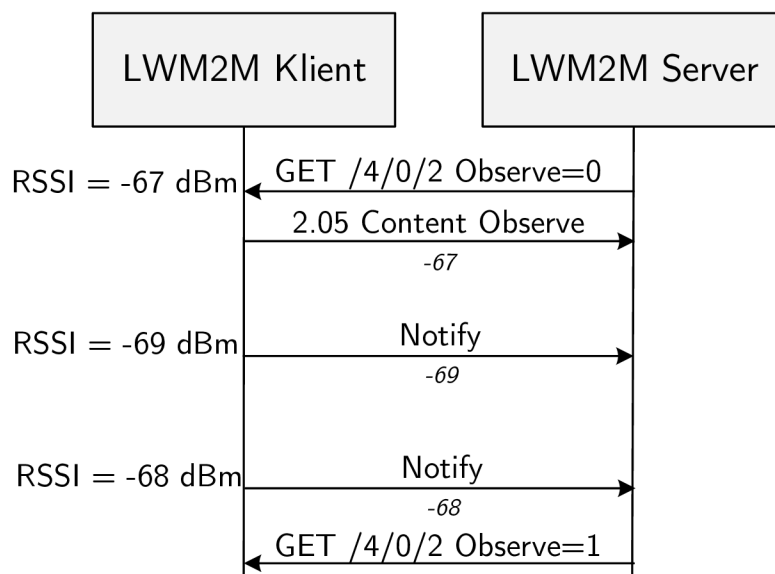 LWM2M Klient
LWM2M Server
GET /4/0/2 Observe=0
RSSI = -67 dBm
2.05 Content Observe
-67
Notify
RSSI = -69 dBm
-69
Notify
RSSI = -68 dBm
-68
GET /4/0/2 Observe=1